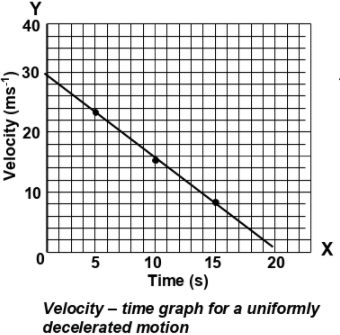 Y
40
30
20
10
0
5 10 15 20
X
Velocity (ms-1)
Time (s)
Velocity – time graph for a uniformly
decelerated motion